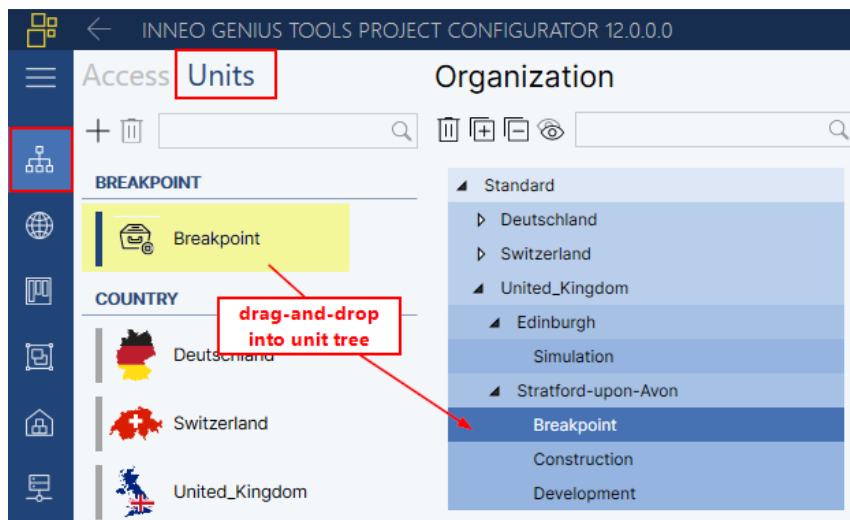 INNEO GENIUS TOOLS PROJECT CONFIGURATOR 12.0.0.0
Access Units
Organization
BREAKPOINT
Breakpoint
COUNTRY
drag-and-drop
into unit tree
Deutschland
Switzerland
United_Kingdom
Standard
Deutschland
Switzerland
United_Kingdom
Edinburgh
Simulation
Stratford-upon-Avon
Breakpoint
Construction
Development